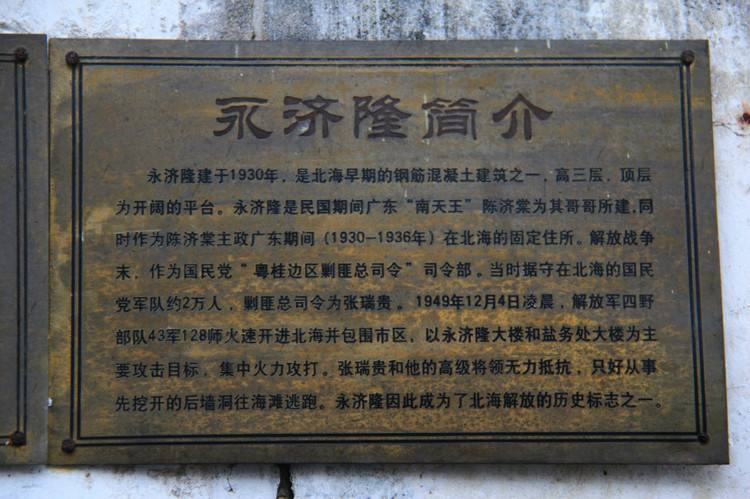 永济隆简介
永济隆建于1930年，是北海早期的钢筋混凝土建筑之一，高三层，顶层
为开阔的平台。永济隆是民国期间广东“南天王”陈济棠为其哥哥所建，同
时作为陈济棠主政广东期间（1930—1936年）在北海的固定住所。解放战争
末，作为国民党“粤桂边区剿匪总司令”司令部。当时据守在北海的国民
党军队约2万人，剿匪总司令为张瑞贵。1949年12月4日凌晨，解放军四野
部队43军128师火速开进北海并包围市区，以永济隆大楼和盐务处大楼为主
要攻击目标，集中火力攻打。张瑞贵和他的高级将领无力抵抗，只好从事
先挖开的后墙洞往海滩逃跑。永济隆因此成为了北海解放的历史标志之一。